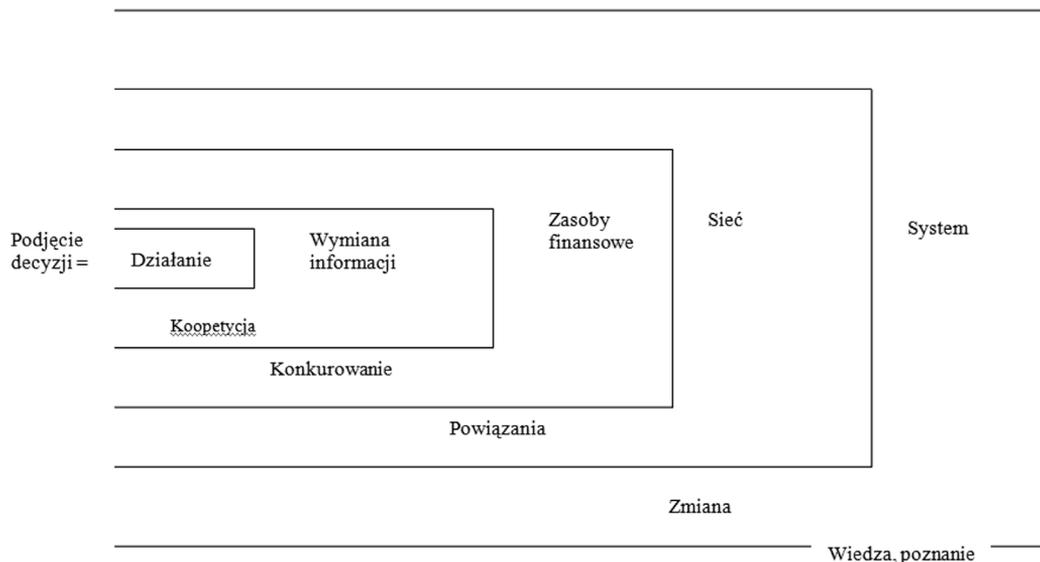 Podjęcie
decyzji =
Działanie
Wymiana
informacji
Zasoby
finansowe
Sieć
System
Koopetycja
Konkurowanie
Powiązania
Zmiana
Wiedza, poznanie